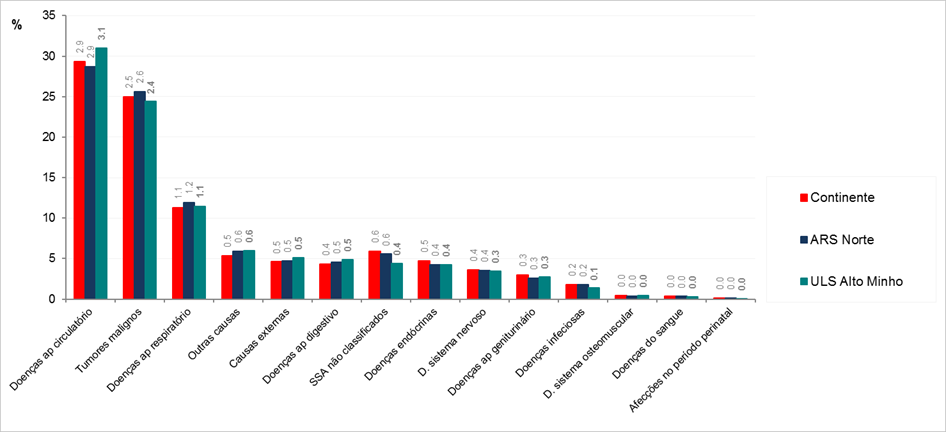 %
35
30
25
20
15
10
5
0
2.9 2.9 3.1
2.5 2.6 2.4
1.1 1.2 1.1
0.5 0.6 0.6
0.5 0.5 0.5
0.4 0.5 0.5
0.6 0.6 0.4
0.5 0.4 0.4
0.4 0.4 0.3
0.3 0.3 0.3
0.2 0.2 0.1
0.0 0.0 0.0
0.0 0.0 0.0
0.0 0.0 0.0
Doenças ap circulatório
Tumores malignos
Doenças ap respiratório
Outras causas
Causas externas
Doenças ap digestivo
SSA não classificados
Doenças endócrinas
D. sistema nervoso
Doenças ap geniturinário
Doenças infeciosas
D. sistema osteomuscular
Doenças do sangue
Afecções no período perinatal
Continente
ARS Norte
ULS Alto Minho